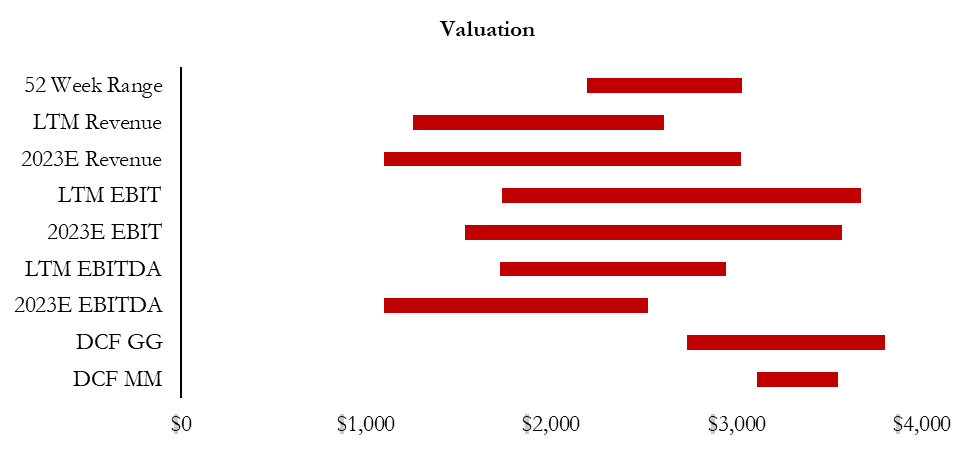 Valuation
52 Week Range
LTM Revenue
2023E Revenue
LTM EBIT
2023E EBIT
LTM EBITDA
2023E EBITDA
DCF GG
DCF MM
$0 $1,000 $2,000 $3,000 $4,000